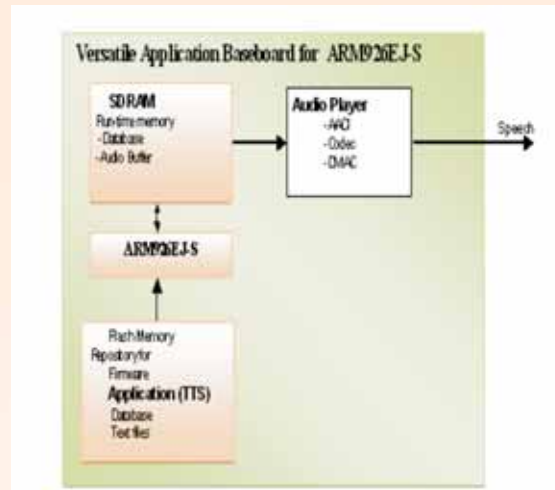 Versatile Application Baseboard for ARM926EJ-S
SDRAM
Run-time memory
-Database
-Audio Buffer
Audio Player
-AACI
-Codec
-DMAC
Speech
ARM926EJ-S
Flash Memory
Repository for
Firmware
Application (TTS)
Database
Text files